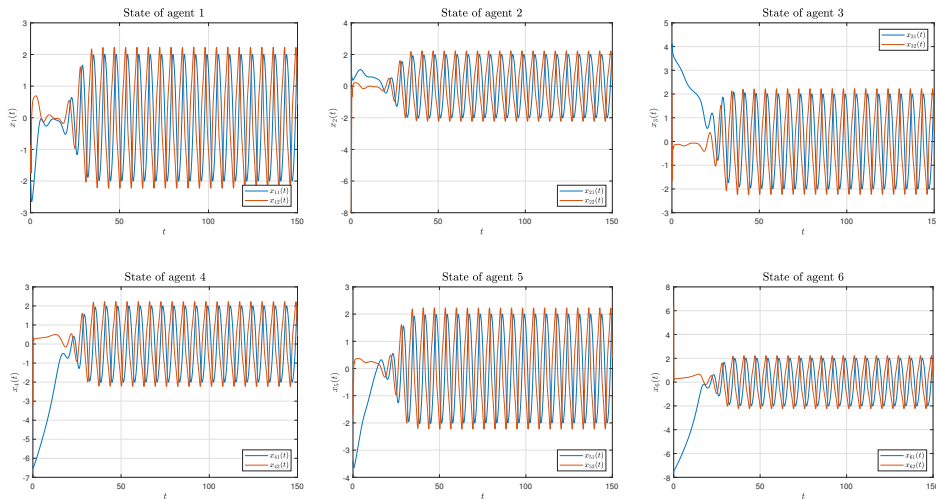 State of agent 1
3
2
1
0
-1
-2
-3
x₁(t)
0
50
100
150
t
x₁₁(t)
x₁₂(t)
State of agent 2
2
0
-2
-4
-6
-8
x₂(t)
0
50
100
150
t
x₂₁(t)
x₂₂(t)
State of agent 3
5
4
3
2
1
0
-1
-2
-3
x₃(t)
0
50
100
150
t
x₃₁(t)
x₃₂(t)
State of agent 4
3
2
1
0
-1
-2
-3
-4
-5
-6
-7
x₄(t)
0
50
100
150
t
x₆₁(t)
x₆₂(t)
State of agent 5
5
4
3
2
1
0
-1
-2
-3
-4
x₅(t)
0
50
100
150
t
x₅₁(t)
x₅₂(t)
State of agent 6
8
6
4
2
0
-2
-4
-6
-8
x₆(t)
0
50
100
150
t
x₆₁(t)
x₆₂(t)